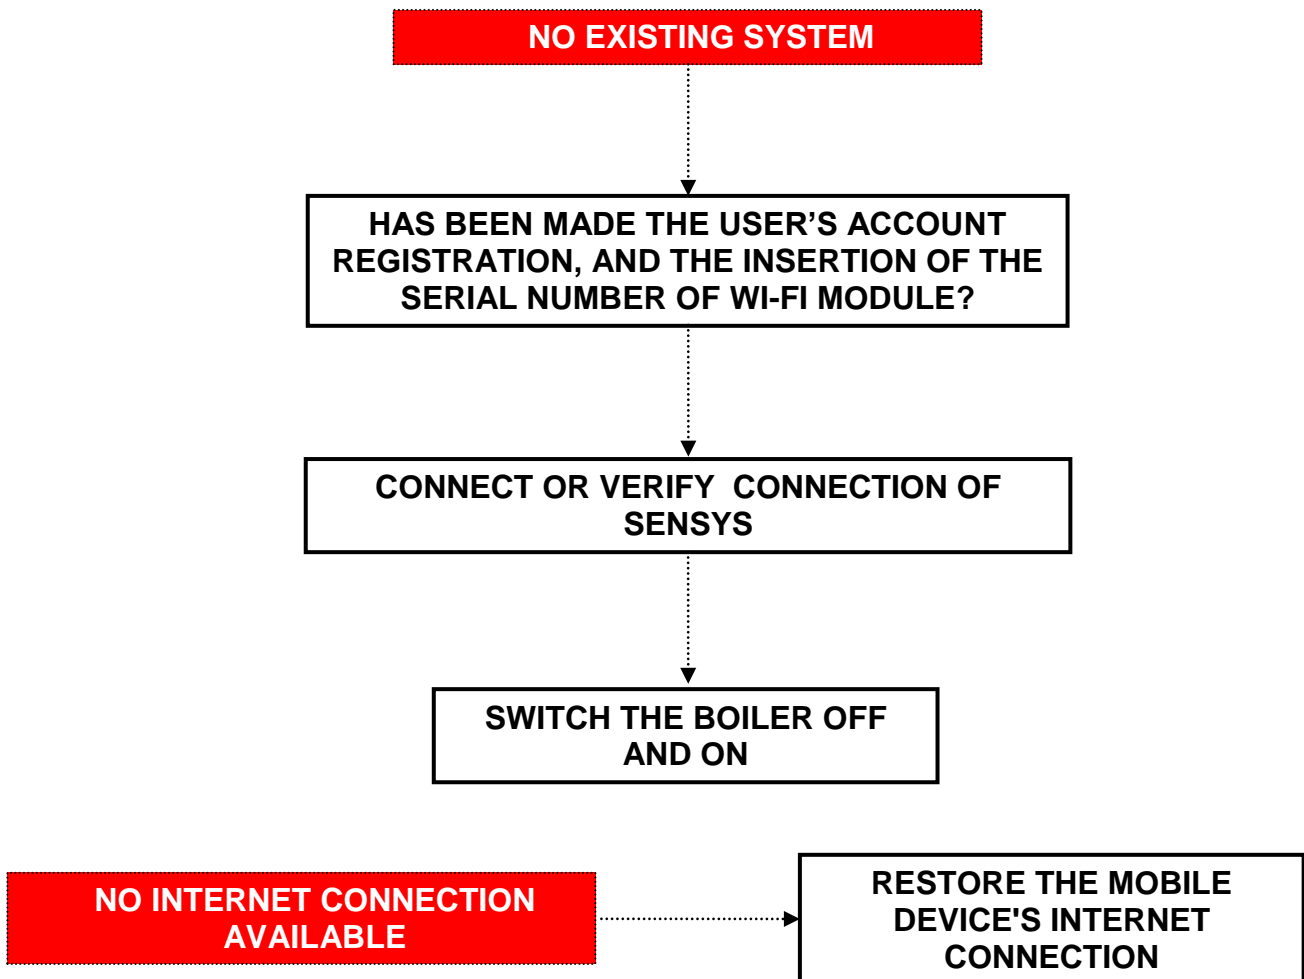 NO EXISTING SYSTEM
HAS BEEN MADE THE USER’S ACCOUNT
REGISTRATION, AND THE INSERTION OF THE
SERIAL NUMBER OF WI-FI MODULE?
CONNECT OR VERIFY  CONNECTION OF
SENSYS
SWITCH THE BOILER OFF
AND ON
NO INTERNET CONNECTION
AVAILABLE
RESTORE THE MOBILE
DEVICE'S INTERNET
CONNECTION